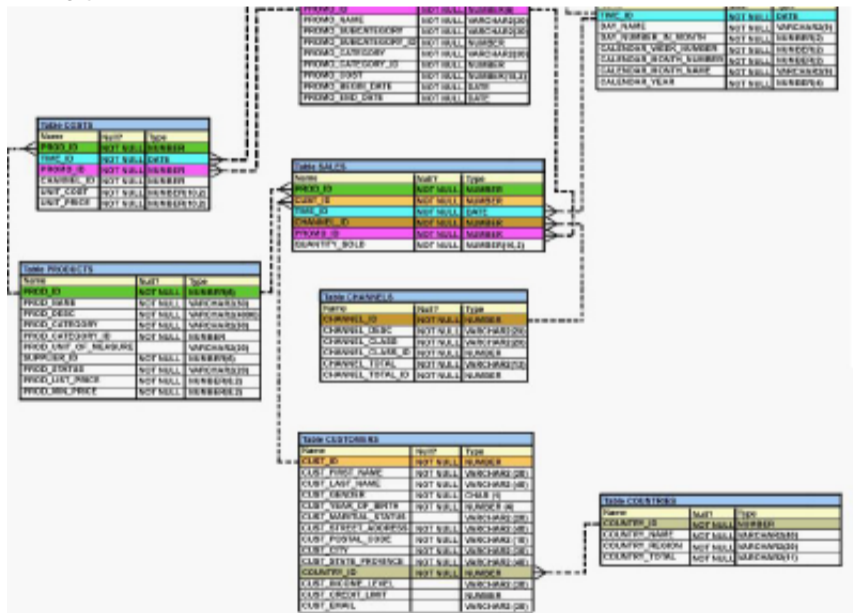 PROMO_ID NOT NULL NUMBER(6)
PROMO_NAME NOT NULL VARCHAR2(20)
PROMO_SUBCATEGORY NOT NULL VARCHAR2(30)
PROMO_SUBCATEGORY_ID NOT NULL NUMBER
PROMO_CATEGORY NOT NULL VARCHAR2(30)
PROMO_CATEGORY_ID NOT NULL NUMBER
PROMO_COST NOT NULL NUMBER(10,2)
PROMO_BEGIN_DATE NOT NULL DATE
PROMO_END_DATE NOT NULL DATE
TIME_ID NOT NULL DATE
DAY_NAME NOT NULL VARCHAR2(9)
DAY_NUMBER_IN_MONTH NOT NULL NUMBER(2)
CALENDAR_WEEK_NUMBER NOT NULL NUMBER(2)
CALENDAR_MONTH_NUMBER NOT NULL NUMBER(2)
CALENDAR_MONTH_NAME NOT NULL VARCHAR2(9)
CALENDAR_YEAR NOT NULL NUMBER(4)
Table COSTS
Name Null? Type
PROD_ID NOT NULL NUMBER
TIME_ID NOT NULL DATE
PROMO_ID NOT NULL NUMBER
CHANNEL_ID NOT NULL NUMBER
UNIT_COST NOT NULL NUMBER(10,2)
UNIT_PRICE NOT NULL NUMBER(10,2)
Table SALES
Name Null? Type
PROD_ID NOT NULL NUMBER
CUST_ID NOT NULL NUMBER
TIME_ID NOT NULL DATE
CHANNEL_ID NOT NULL NUMBER
PROMO_ID NOT NULL NUMBER
QUANTITY_SOLD NOT NULL NUMBER(10,2)
Table PRODUCTS
Name Null? Type
PROD_ID NOT NULL NUMBER(6)
PROD_NAME NOT NULL VARCHAR2(50)
PROD_DESC NOT NULL VARCHAR2(4000)
PROD_CATEGORY NOT NULL VARCHAR2(50)
PROD_CATEGORY_ID NOT NULL NUMBER
PROD_UNIT_OF_MEASURE VARCHAR2(20)
SUPPLIER_ID NOT NULL NUMBER(6)
PROD_STATUS NOT NULL VARCHAR2(20)
PROD_LIST_PRICE NOT NULL NUMBER(8,2)
PROD_MIN_PRICE NOT NULL NUMBER(8,2)
Table CHANNELS
Name Null? Type
CHANNEL_ID NOT NULL NUMBER
CHANNEL_DESC NOT NULL VARCHAR2(20)
CHANNEL_CLASS NOT NULL VARCHAR2(20)
CHANNEL_CLASS_ID NOT NULL NUMBER
CHANNEL_TOTAL NOT NULL VARCHAR2(13)
CHANNEL_TOTAL_ID NOT NULL NUMBER
Table CUSTOMERS
Name Null? Type
CUST_ID NOT NULL NUMBER
CUST_FIRST_NAME NOT NULL VARCHAR2 (20)
CUST_LAST_NAME NOT NULL VARCHAR2 (40)
CUST_GENDER NOT NULL CHAR (1)
CUST_YEAR_OF_BIRTH NOT NULL NUMBER (4)
CUST_MARITAL_STATUS VARCHAR2 (20)
CUST_STREET_ADDRESS NOT NULL VARCHAR2 (40)
CUST_POSTAL_CODE NOT NULL VARCHAR2 (10)
CUST_CITY NOT NULL VARCHAR2 (30)
CUST_STATE_PROVINCE NOT NULL VARCHAR2 (40)
COUNTRY_ID NOT NULL NUMBER
CUST_INCOME_LEVEL VARCHAR2 (30)
CUST_CREDIT_LIMIT NUMBER
CUST_EMAIL VARCHAR2 (30)
Table COUNTRIES
Name Null? Type
COUNTRY_ID NOT NULL NUMBER
COUNTRY_NAME NOT NULL VARCHAR2(40)
COUNTRY_REGION NOT NULL VARCHAR2(20)
COUNTRY_TOTAL NOT NULL VARCHAR2(11)